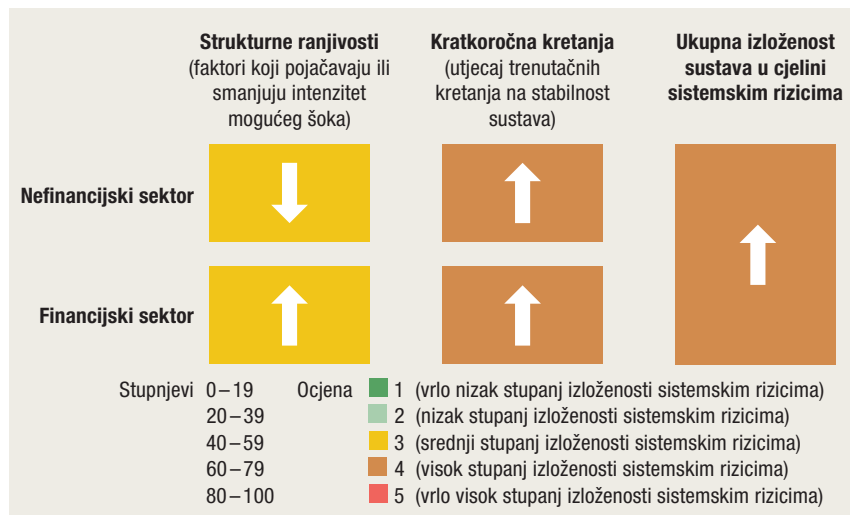 Strukturne ranjivosti
(faktori koji pojačavaju ili
smanjuju intenzitet
mogućeg šoka)
Kratkoročna kretanja
(utjecaj trenutačnih
kretanja na stabilnost
sustava)
Ukupna izloženost
sustava u cjelini
sistemskim rizicima
Nefinancijski sektor
Financijski sektor
Stupnjevi 0–19 Ocjena 1 (vrlo nizak stupanj izloženosti sistemskim rizicima)
20–39 2 (nizak stupanj izloženosti sistemskim rizicima)
40–59 3 (srednji stupanj izloženosti sistemskim rizicima)
60–79 4 (visok stupanj izloženosti sistemskim rizicima)
80–100 5 (vrlo visok stupanj izloženosti sistemskim rizicima)